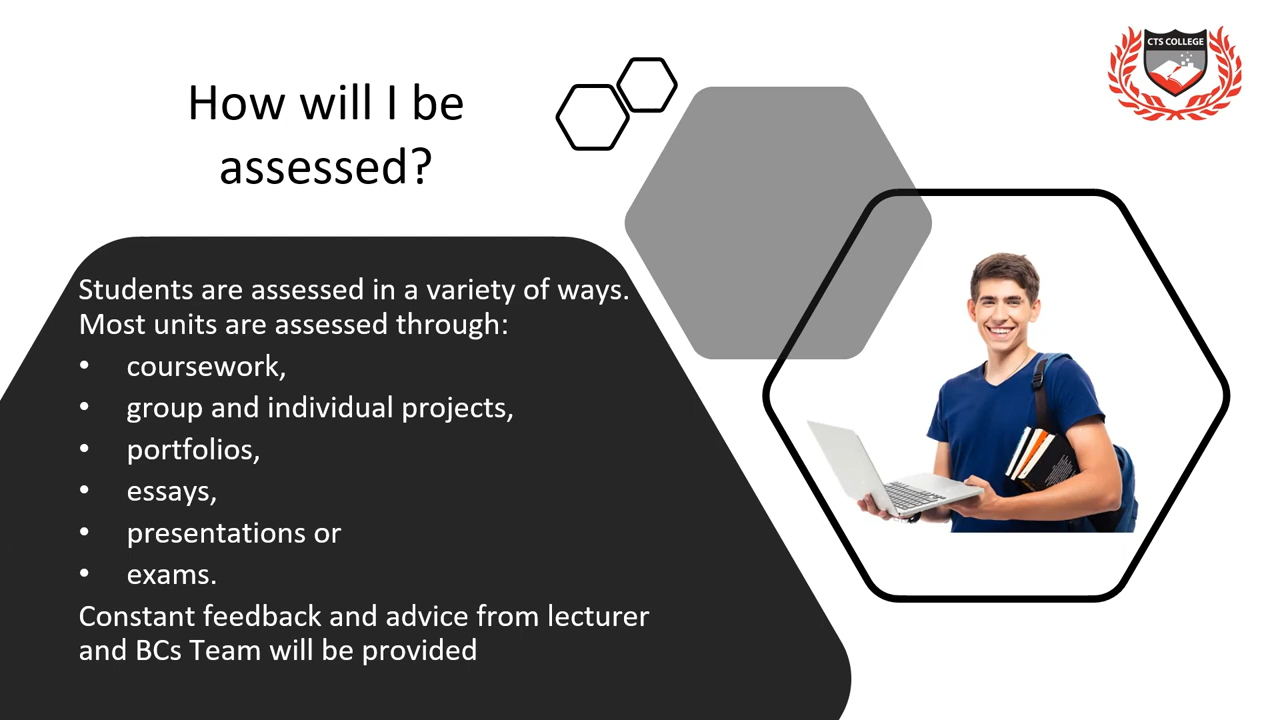 CTS COLLEGE
How will I be
assessed?
Students are assessed in a variety of ways.
Most units are assessed through:
• coursework,
• group and individual projects,
• portfolios,
• essays,
• presentations or
• exams.
Constant feedback and advice from lecturer
and BCs Team will be provided